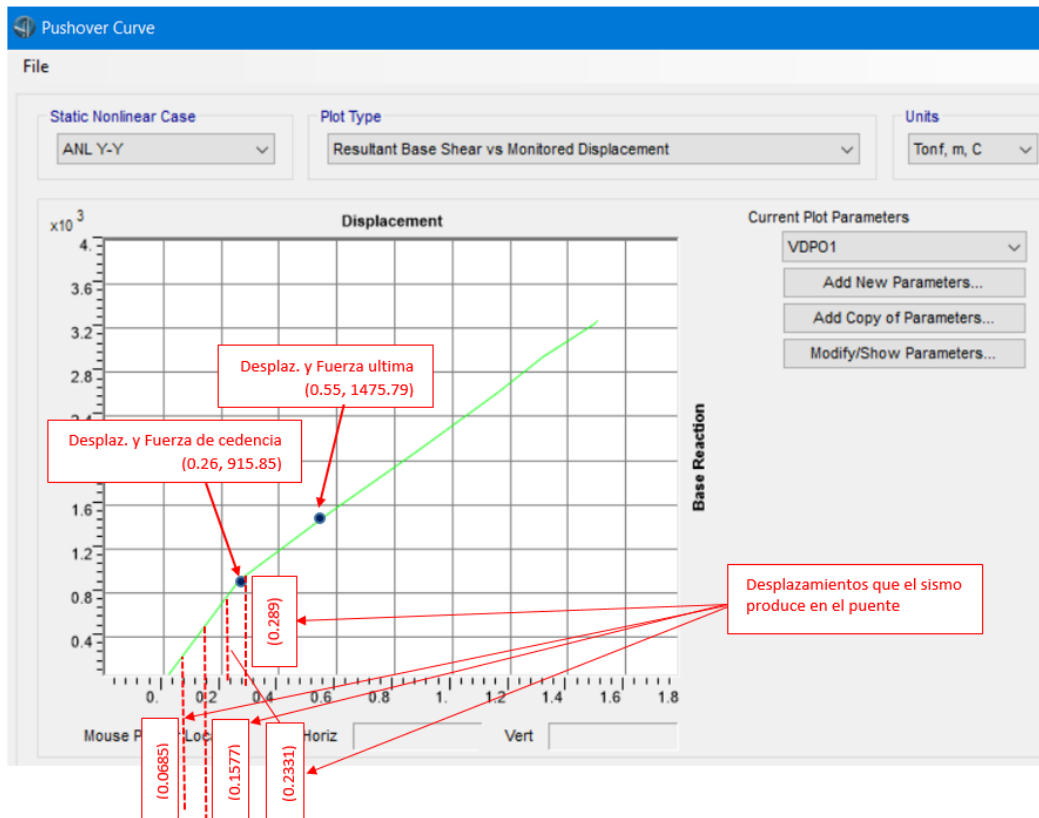 Pushover Curve
File
Static Nonlinear Case
ANL Y-Y
Plot Type
Resultant Base Shear vs Monitored Displacement
Units
Tonf, m, C
x10 3
Displacement
4.
3.6
3.2
2.8
1.6
1.2
0.8
0.4
0.
0.2
0.4
0.6
0.8
1.
1.2
1.4
1.6
1.8
Base Reaction
Desplaz. y Fuerza ultima
(0.55, 1475.79)
Desplaz. y Fuerza de cedencia
(0.26, 915.85)
(0.289)
(0.0685)
(0.1577)
(0.2331)
Desplazamientos que el sismo
produce en el puente
Current Plot Parameters
VDPO1
Add New Parameters...
Add Copy of Parameters...
Modify/Show Parameters...
Vert